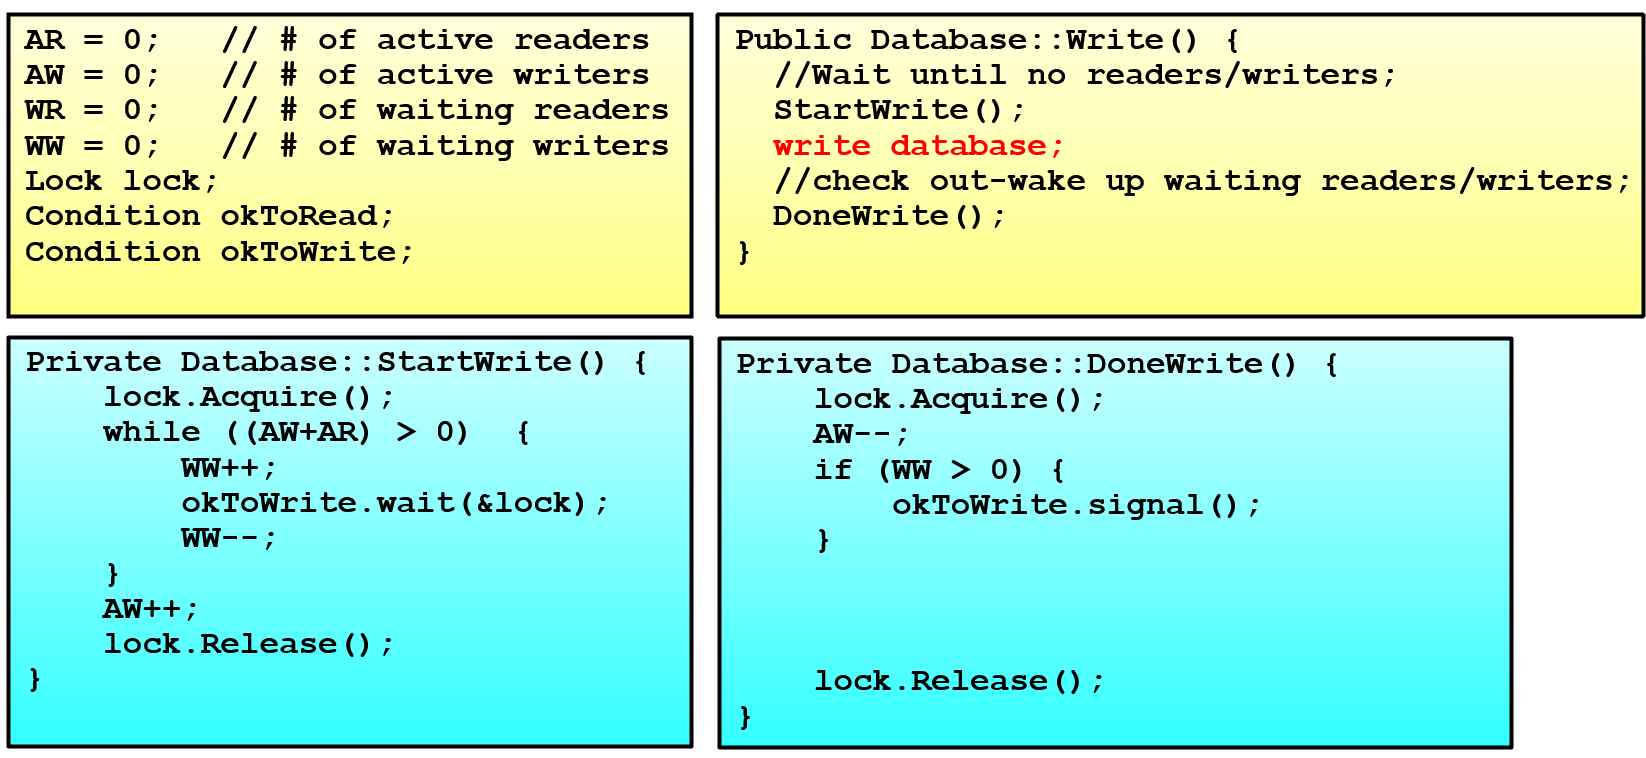 AR = 0;   // # of active readers
AW = 0;   // # of active writers
WR = 0;   // # of waiting readers
WW = 0;   // # of waiting writers
Lock lock;
Condition okToRead;
Condition okToWrite;
Public Database::Write() {
  //Wait until no readers/writers;
  StartWrite();
  write database;
  //check out-wake up waiting readers/writers;
  DoneWrite();
}
Private Database::StartWrite() {
    lock.Acquire();
    while ((AW+AR) > 0)  {
        WW++;
        okToWrite.wait(&lock);
        WW--;
    }
    AW++;
    lock.Release();
}
Private Database::DoneWrite() {
    lock.Acquire();
    AW--;
    if (WW > 0) {
        okToWrite.signal();
    }
    lock.Release();
}